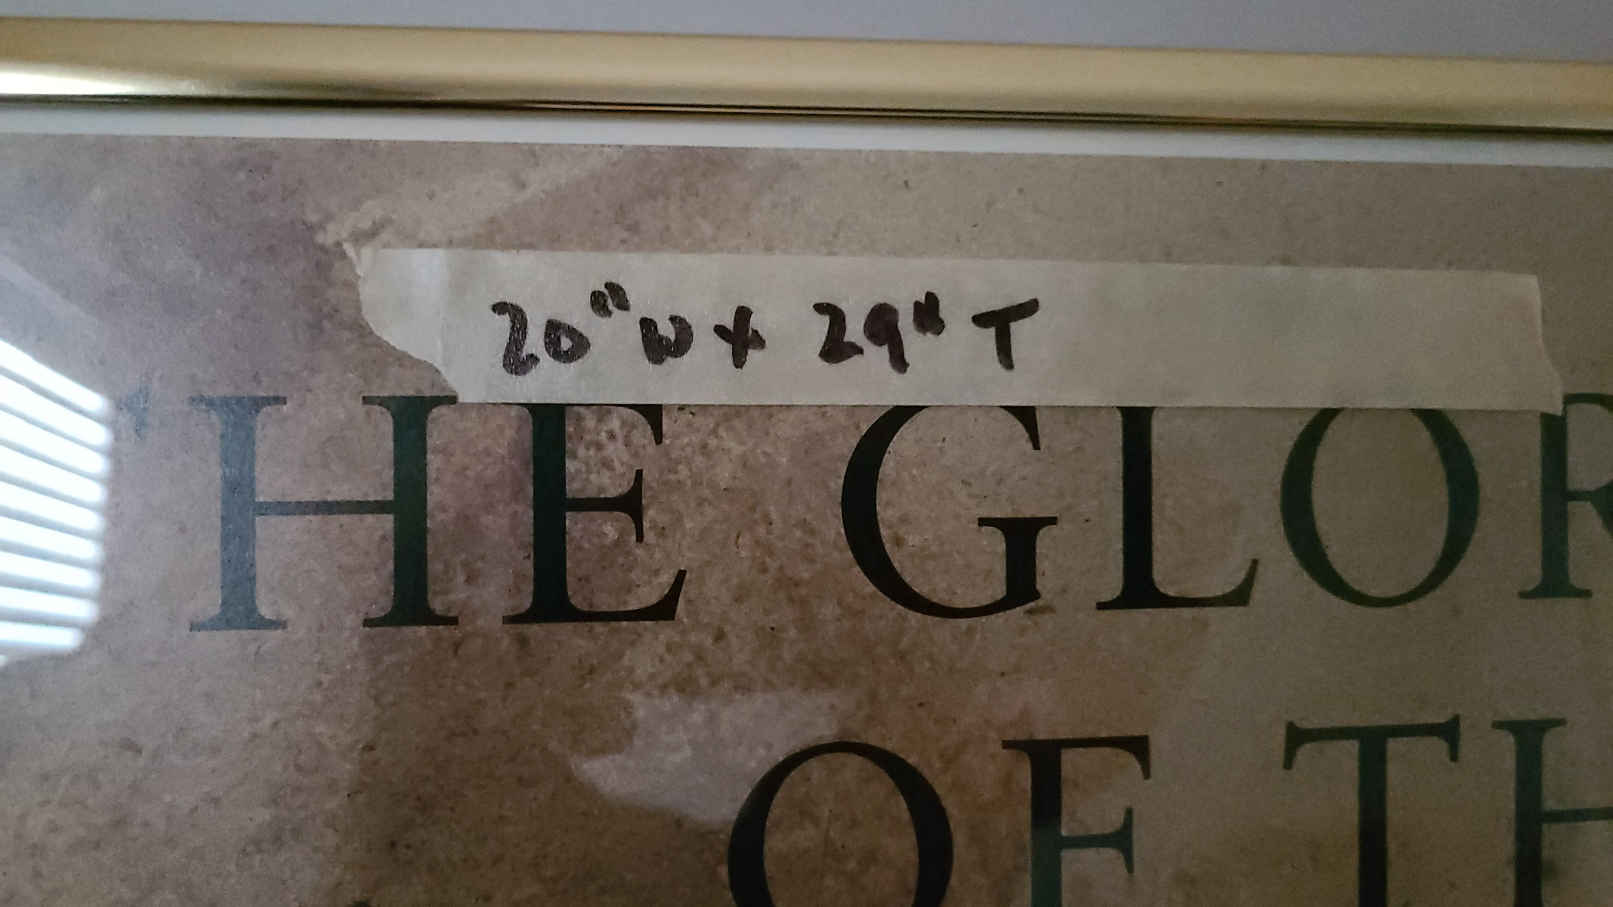 20" W x 29" T
THE GLOR
OF TH